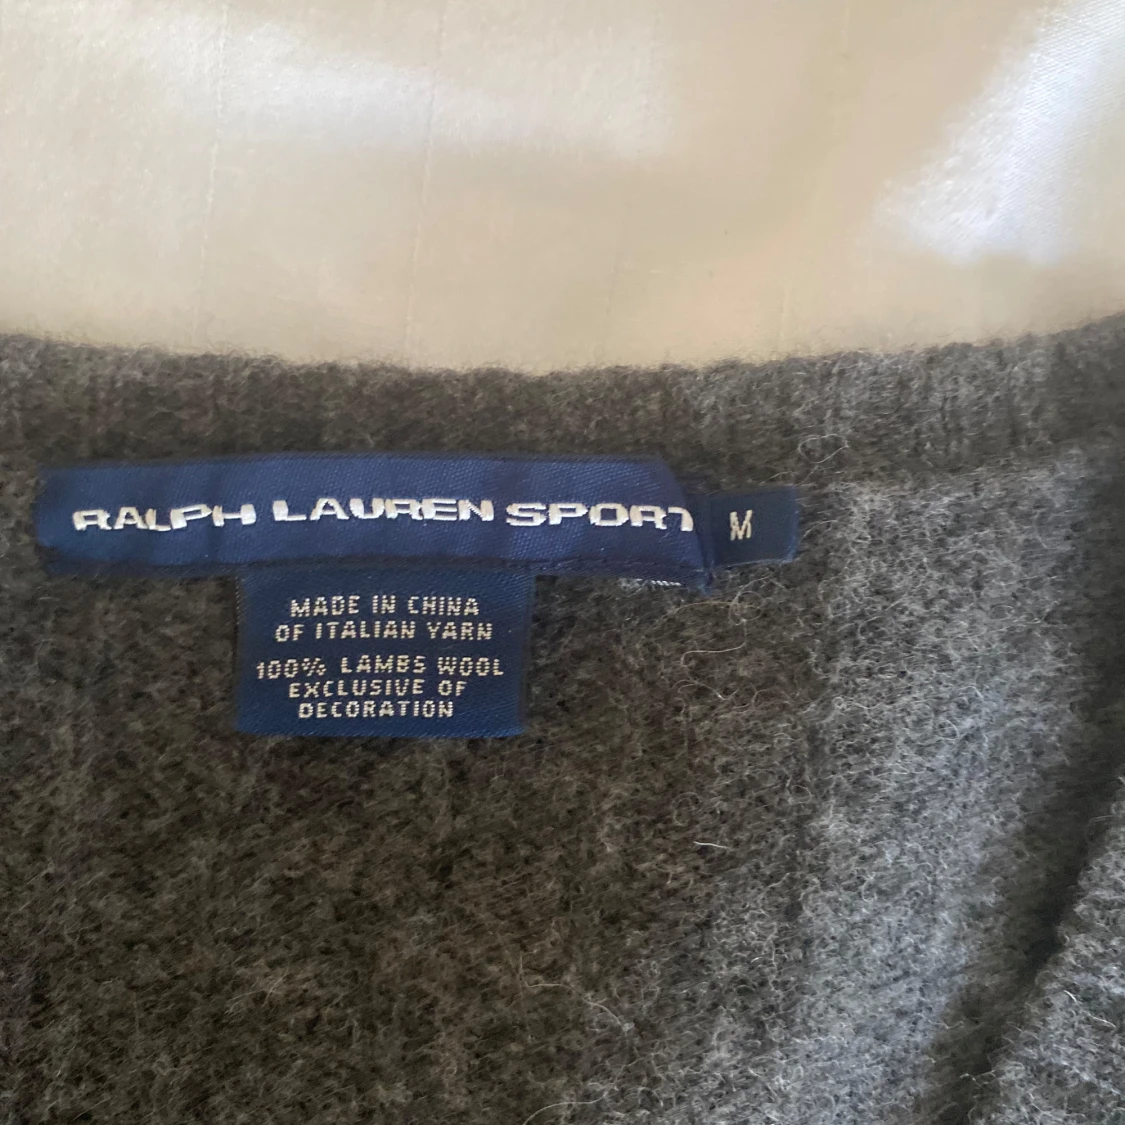 RALPH LAUREN SPORT
M
MADE IN CHINA
OF ITALIAN YARN
100% LAMBS WOOL
EXCLUSIVE OF
DECORATION